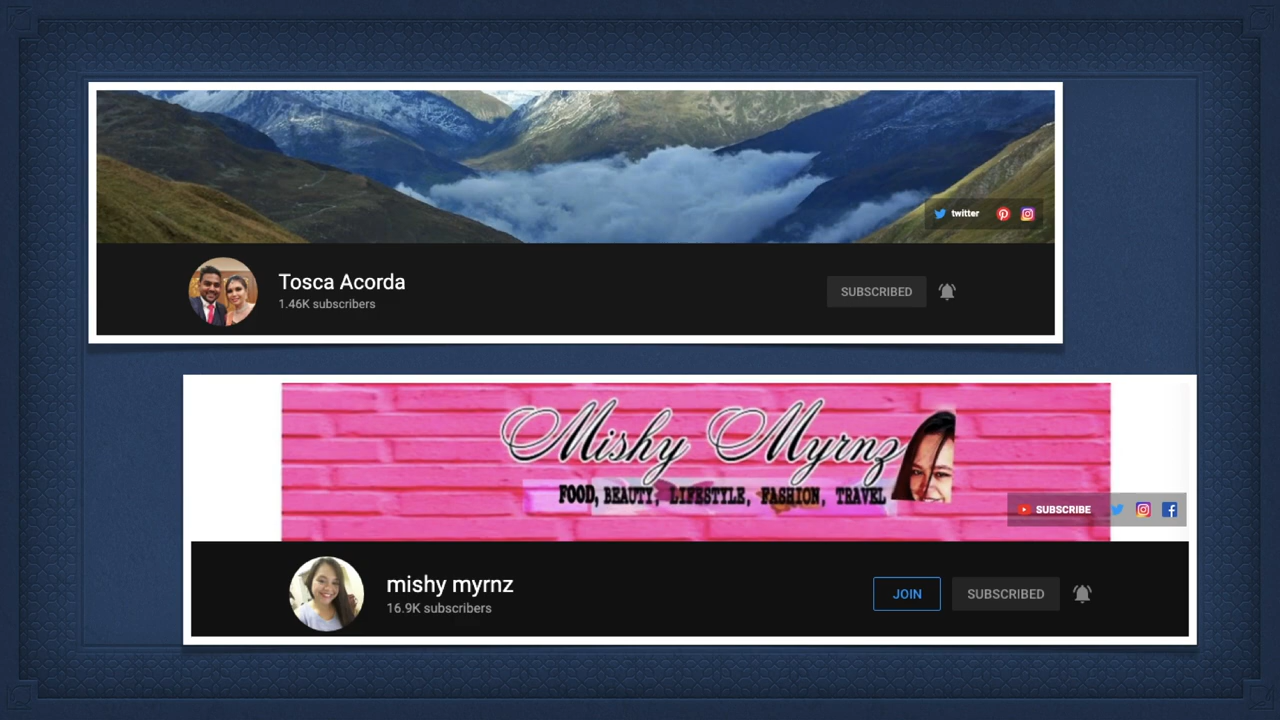 twitter
Tosca Acorda
1.46K subscribers
SUBSCRIBED
Mishy Myrnz
FOOD, BEAUTY, LIFESTYLE, FASHION, TRAVEL
SUBSCRIBE
mishy myrnz
16.9K subscribers
JOIN
SUBSCRIBED